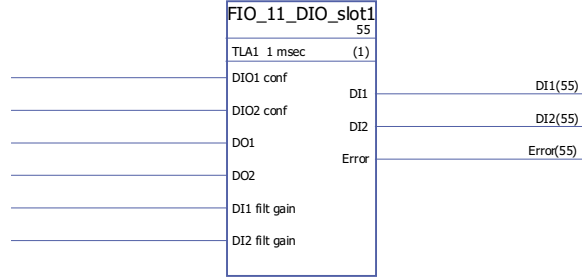 FIO_11_DIO_slot1
55
TLA1 1 msec (1)
DIO1 conf
DI1 DI1(55)
DIO2 conf
DI2 DI2(55)
DO1
Error Error(55)
DO2
DI1 filt gain
DI2 filt gain